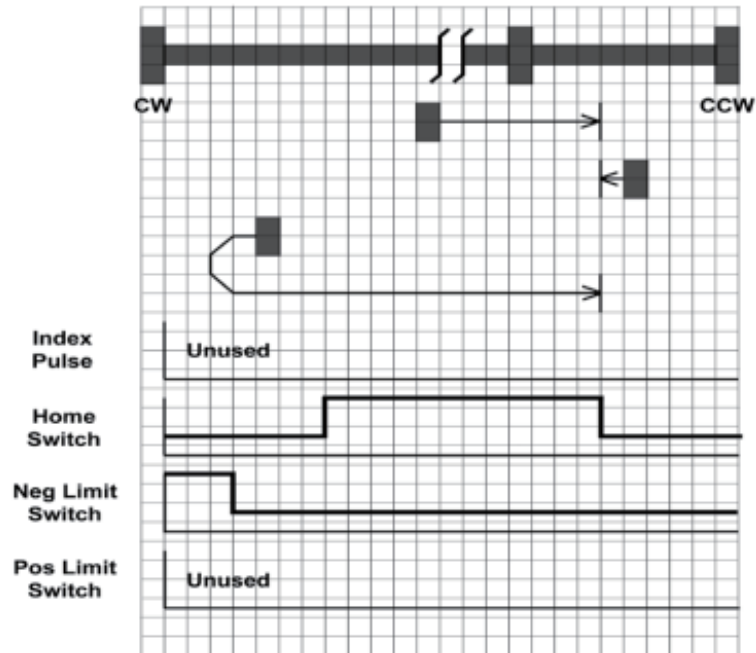 CW
CCW
Index
Pulse
Unused
Home
Switch
Neg Limit
Switch
Pos Limit
Switch
Unused